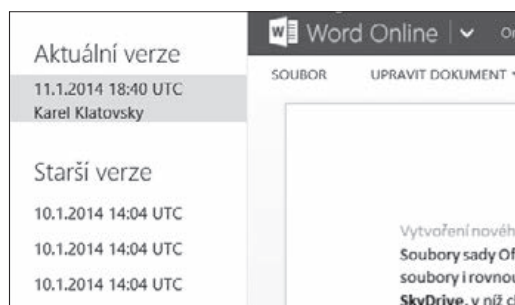 Aktuální verze
11.1.2014 18:40 UTC
Karel Klatovsky
Starší verze
10.1.2014 14:04 UTC
10.1.2014 14:04 UTC
10.1.2014 14:04 UTC
Word Online
SOUBOR UPRAVIT DOKUMENT
Vytvoření
Soubory sady
soubory i rovnou
SkyDrive, v níž